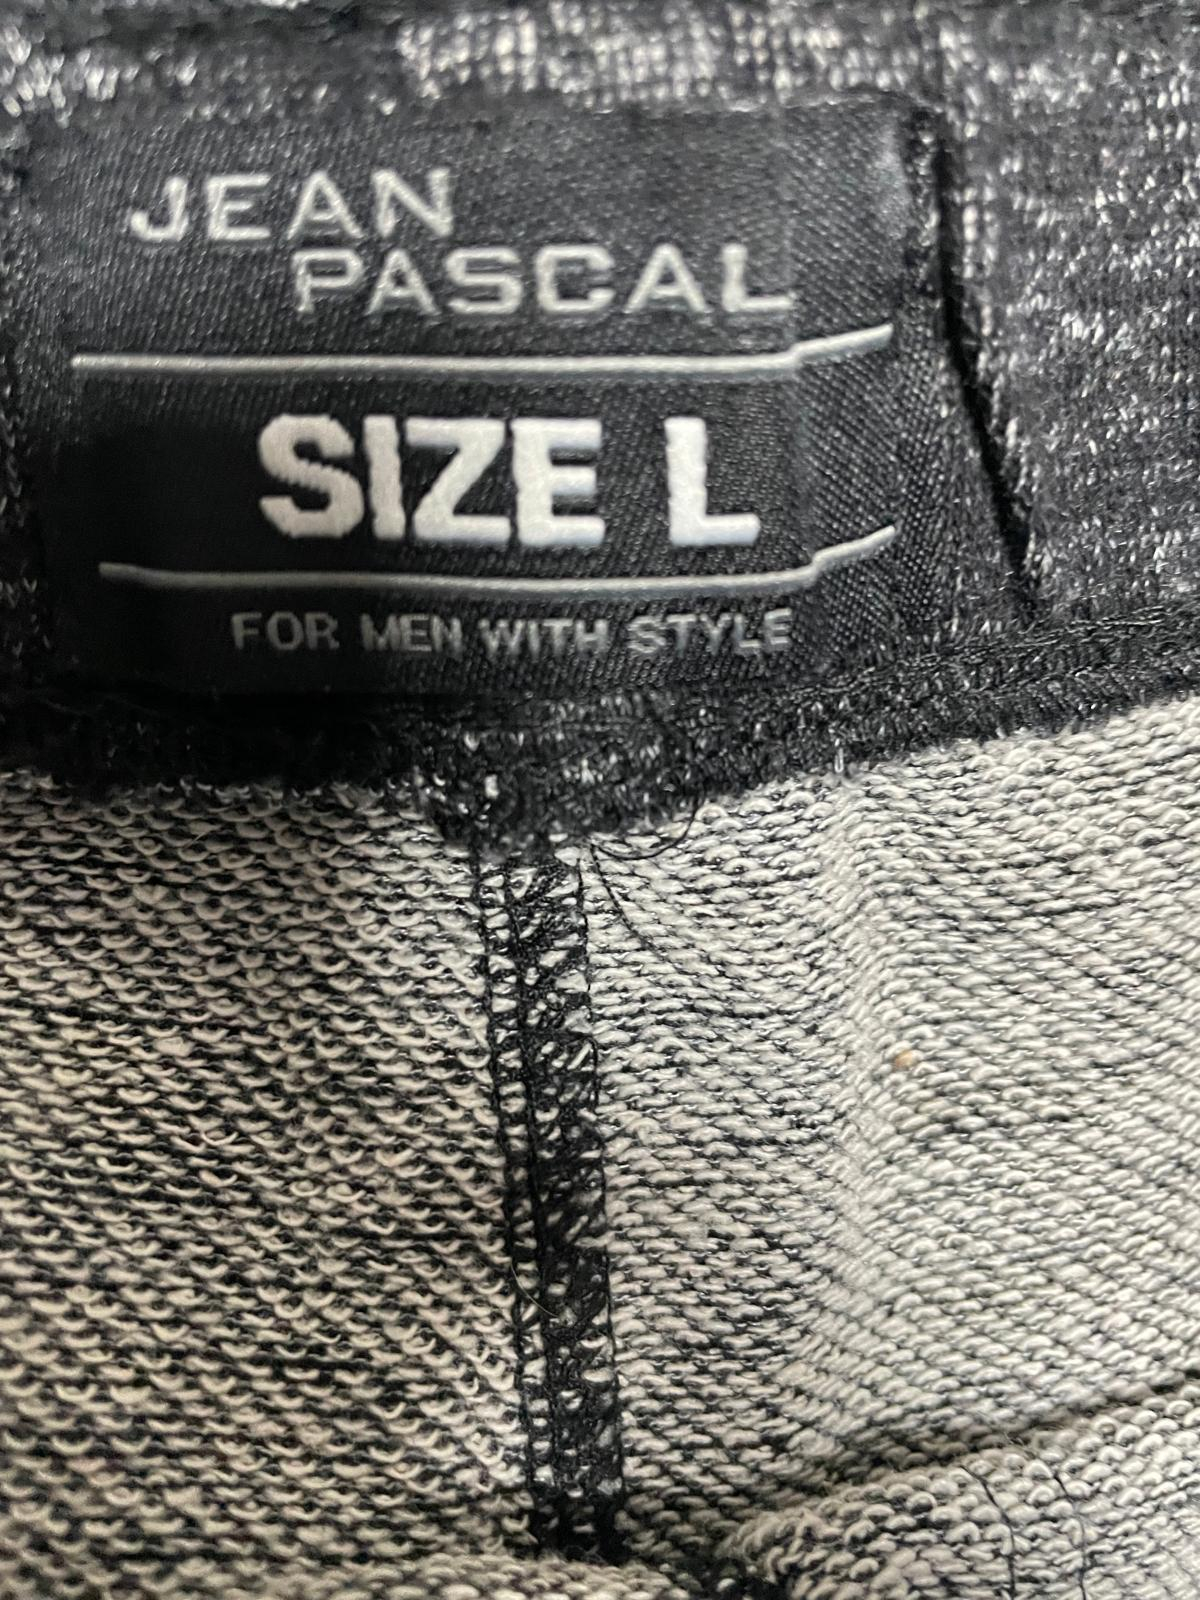 JEAN
PASCAL
SIZE L
FOR MEN WITH STYLE